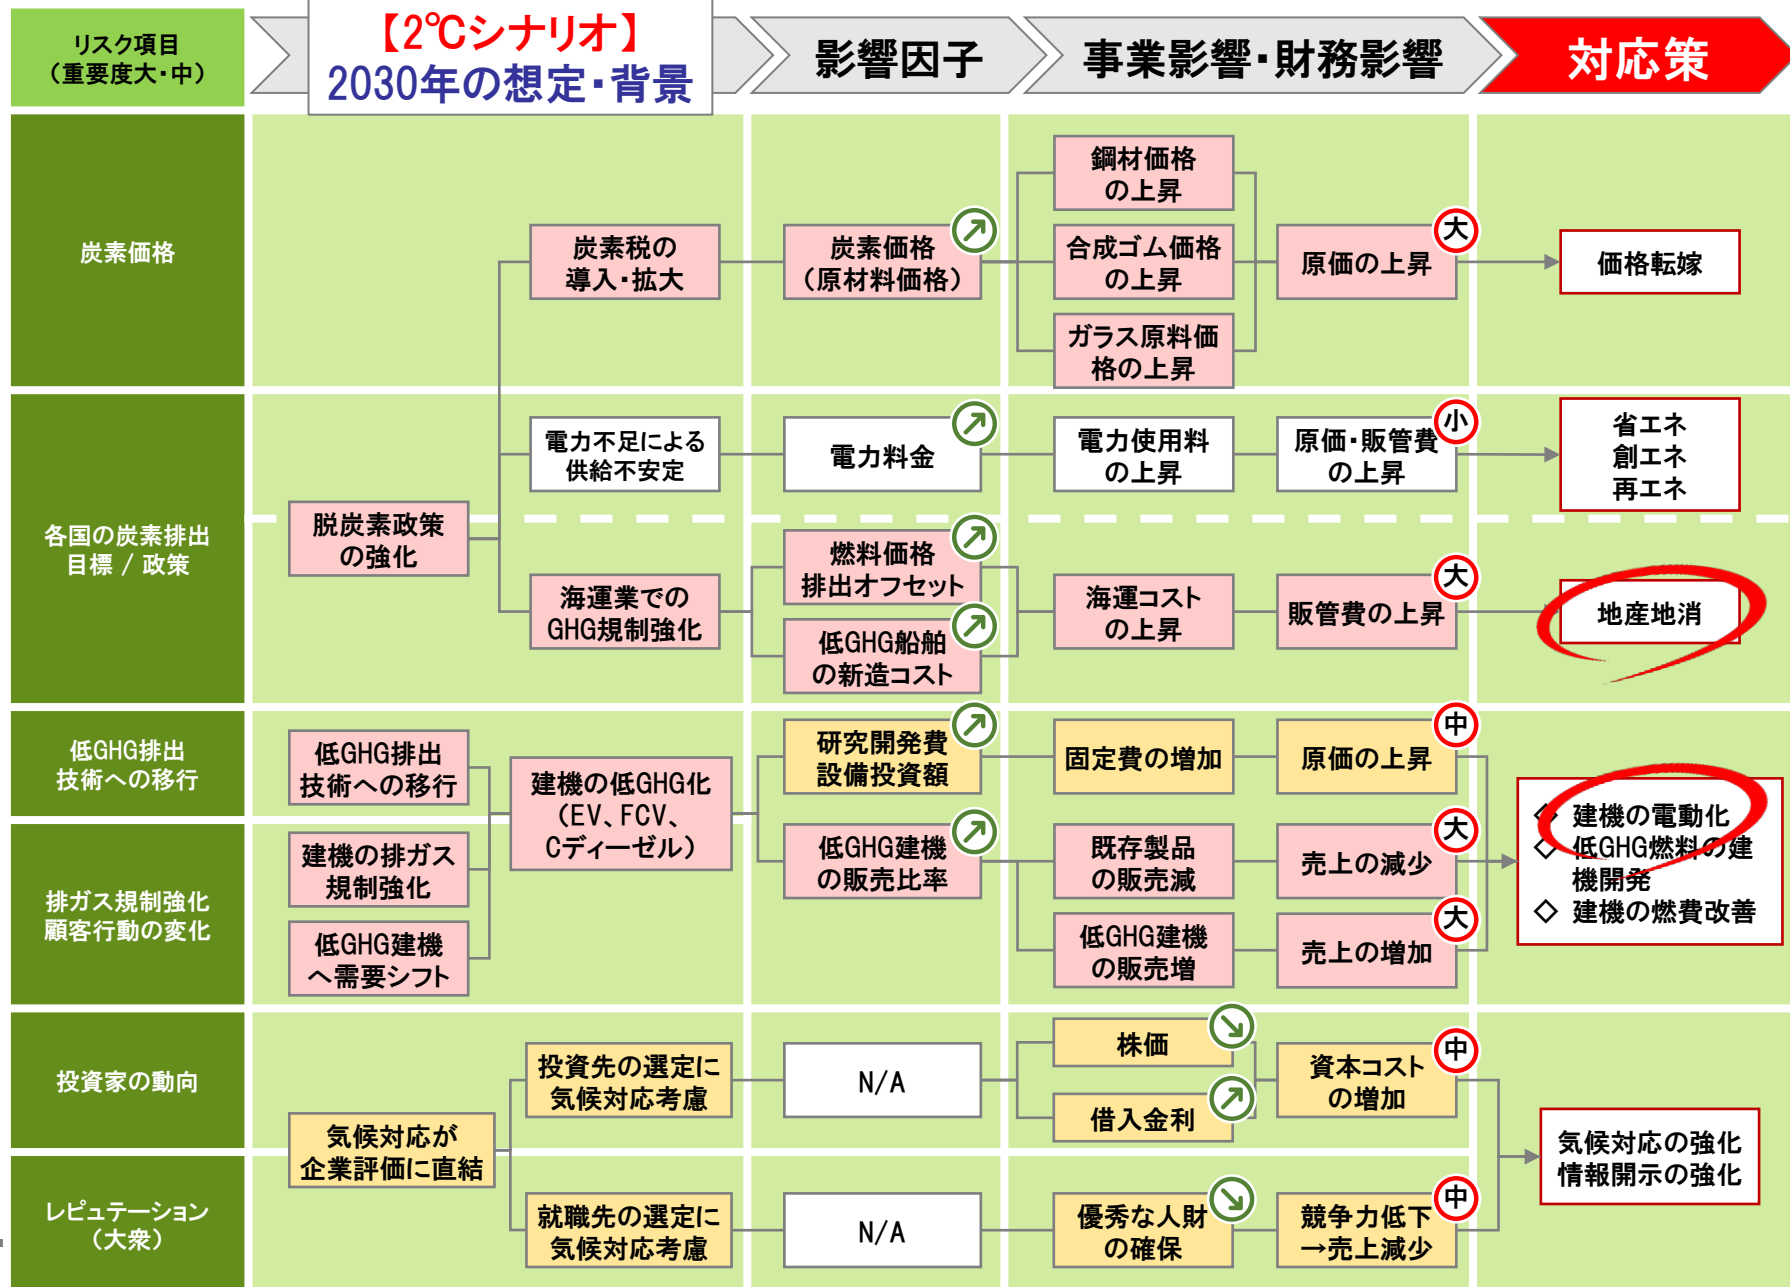 リスク項目
（重要度大・中）
【2℃シナリオ】
2030年の想定・背景
影響因子
事業影響・財務影響
対応策
炭素価格
炭素税の
導入・拡大
炭素価格
（原材料価格）
鋼材価格
の上昇
合成ゴム価格
の上昇
ガラス原料価
格の上昇
原価の上昇
大
価格転嫁
各国の炭素排出
目標 / 政策
脱炭素政策
の強化
電力不足による
供給不安定
電力料金
電力使用料
の上昇
原価・販管費
の上昇
小
省エネ
創エネ
再エネ
海運業での
GHG規制強化
燃料価格
排出オフセット
低GHG船舶
の新造コスト
海運コスト
の上昇
販管費の上昇
大
地産地消
低GHG排出
技術への移行
低GHG排出
技術への移行
建機の低GHG化
（EV、FCV、
Cディーゼル）
研究開発費
設備投資額
固定費の増加
原価の上昇
中
排ガス規制強化
顧客行動の変化
建機の排ガス
規制強化
低GHG建機
へ需要シフト
低GHG建機
の販売比率
既存製品
の販売減
売上の減少
大
低GHG建機
の販売増
売上の増加
大
◇ 建機の電動化
◇ 低GHG燃料の建
機開発
◇ 建機の燃費改善
投資家の動向
気候対応が
企業評価に直結
投資先の選定に
気候対応考慮
N/A
株価
借入金利
資本コスト
の増加
中
気候対応の強化
情報開示の強化
レピュテーション
（大衆）
就職先の選定に
気候対応考慮
N/A
優秀な人財
の確保
競争力低下
→売上減少
中